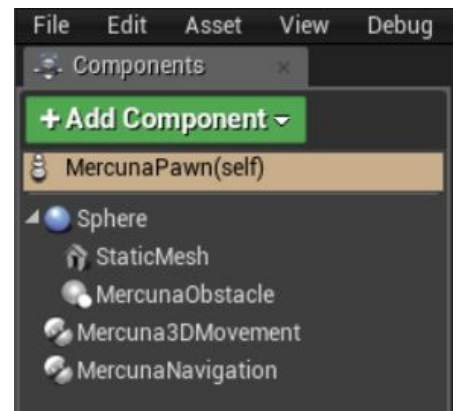 File Edit Asset View Debug
Components
+ Add Component
MercunaPawn(self)
Sphere
StaticMesh
MercunaObstacle
Mercuna3DMovement
MercunaNavigation